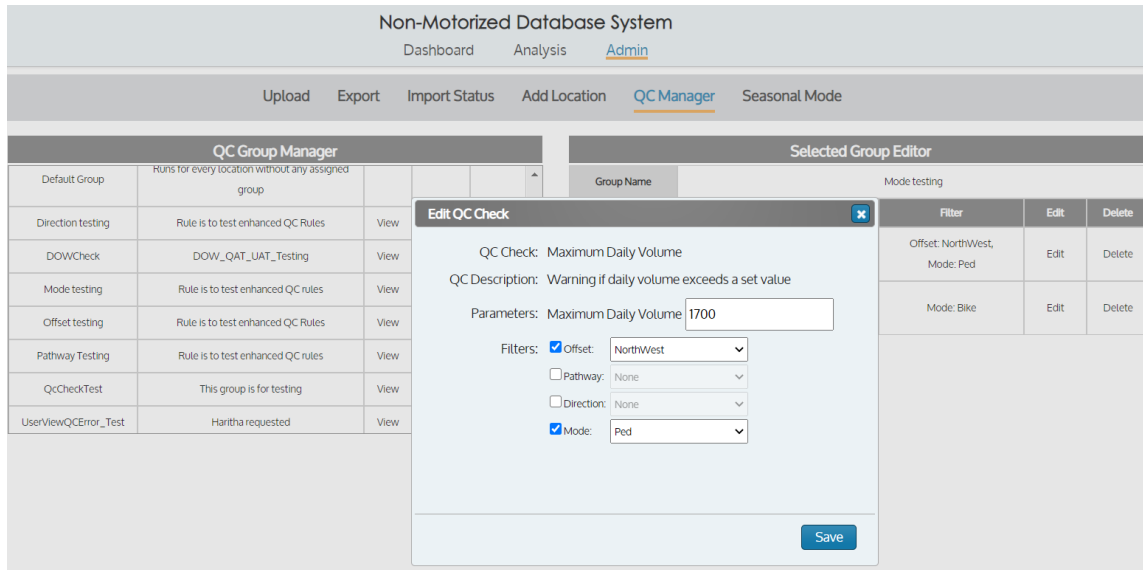 Non-Motorized Database System
Dashboard Analysis Admin
Upload Export Import Status Add Location QC Manager Seasonal Mode
QC Group Manager
Default Group Runs for every location without any assigned
group
Direction testing Rule is to test enhanced QC Rules View
DOWCheck DOW_QAT_UAT_Testing View
Mode testing Rule is to test enhanced QC rules View
Offset testing Rule is to test enhanced QC Rules View
Pathway Testing Rule is to test enhanced QC rules View
QcCheckTest This group is for testing View
UserViewQCError_Test Haritha requested View
Selected Group Editor
Group Name Mode testing
Filter Edit Delete
Offset: NorthWest,
Mode: Ped Edit Delete
Mode: Bike Edit Delete
Edit QC Check
QC Check: Maximum Daily Volume
QC Description: Warning if daily volume exceeds a set value
Parameters: Maximum Daily Volume 1700
Filters: Offset: NorthWest
Pathway: None
Direction: None
Mode: Ped
Save